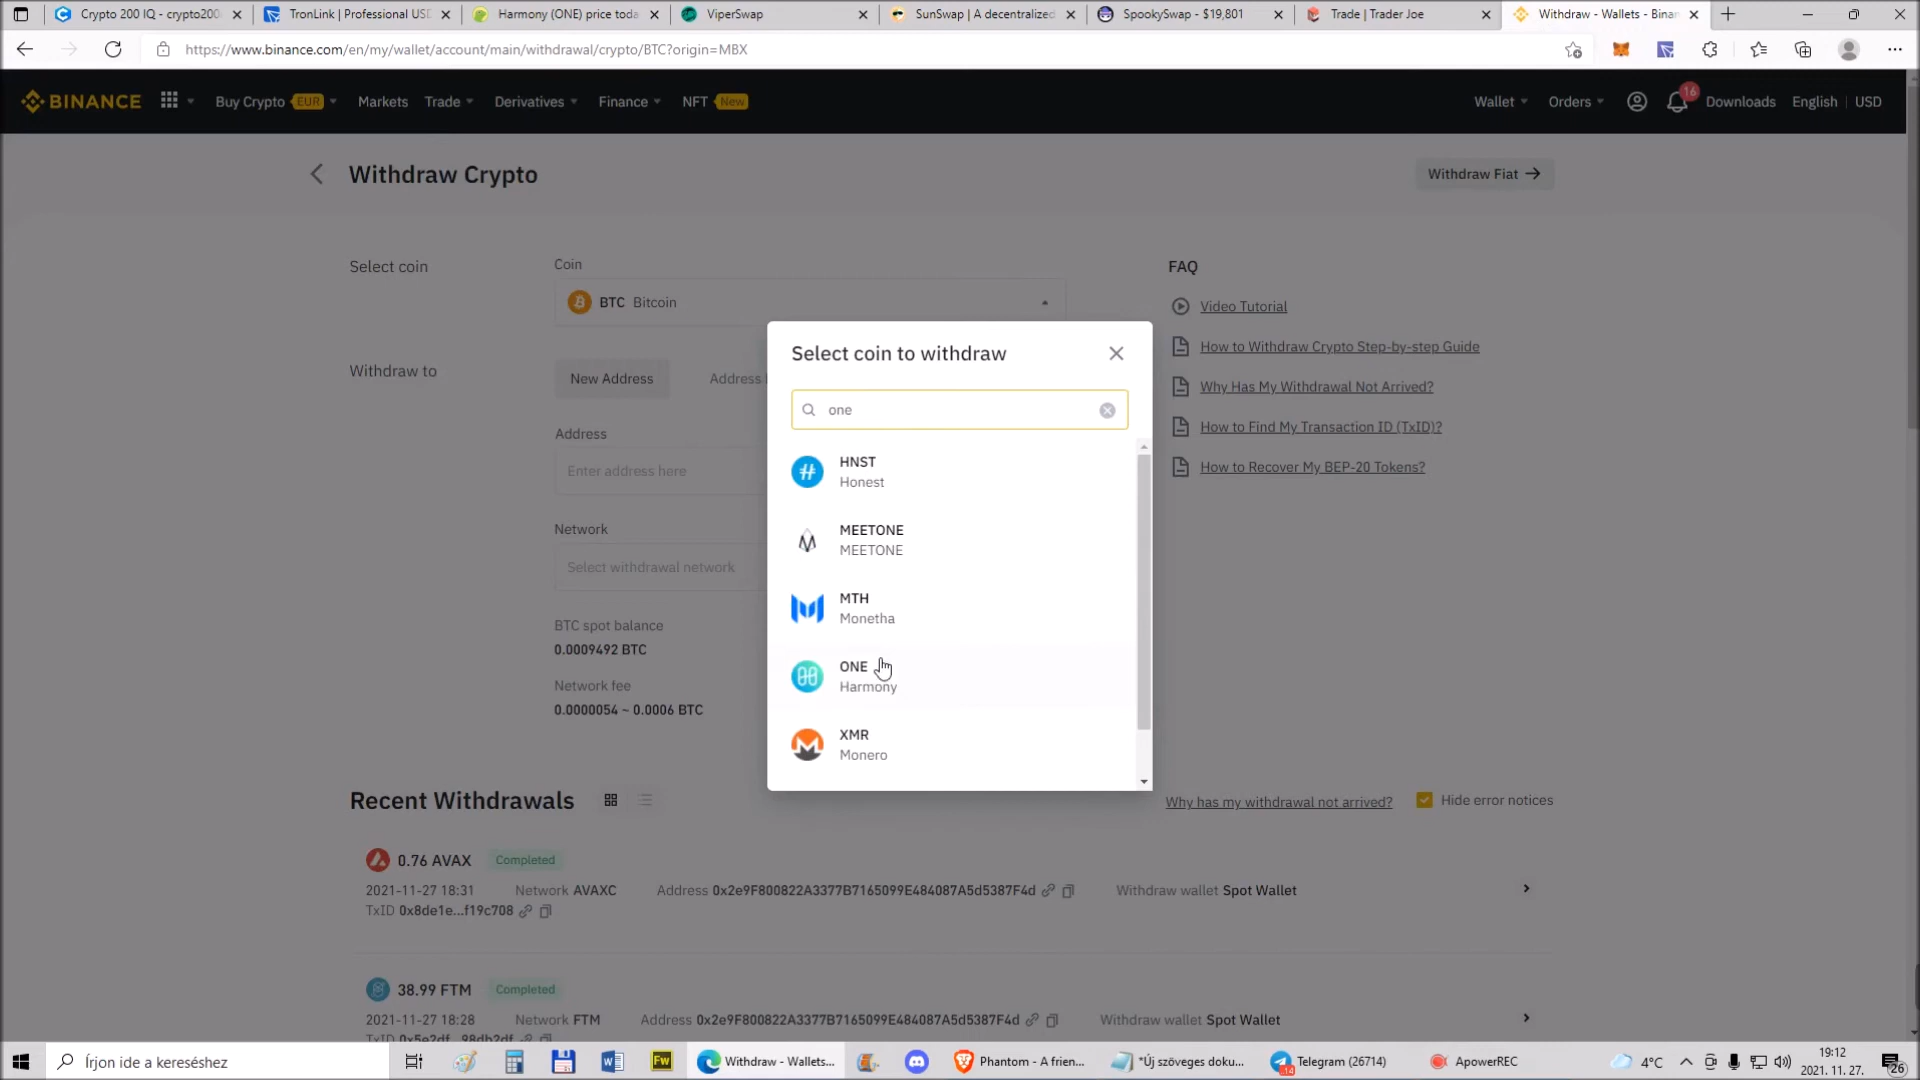 Crypto 200 IQ - crypto200
TronLink | Professional USD
Harmony (ONE) price toda
ViperSwap
SunSwap | A decentralized
SpookySwap - $19,801
Trade | Trader Joe
Withdraw - Wallets - Binan
https://www.binance.com/en/my/wallet/account/main/withdrawal/crypto/BTC?origin=MBX
BINANCE
Buy Crypto EUR
Markets
Trade
Derivatives
Finance
NFT New
Wallet
Orders
16
Downloads
English
USD
Withdraw Crypto
Withdraw Fiat
Select coin
Coin
FAQ
BTC Bitcoin
Video Tutorial
Select coin to withdraw
How to Withdraw Crypto Step-by-step Guide
Withdraw to
New Address
Address
Why Has My Withdrawal Not Arrived?
one
How to Find My Transaction ID (TxID)?
Address
Enter address here
How to Recover My BEP-20 Tokens?
HNST
Honest
MEETONE
MEETONE
Network
Select withdrawal network
MTH
Monetha
BTC spot balance
0.0009492 BTC
ONE
Harmony
Network fee
0.0000054 ~ 0.0006 BTC
XMR
Monero
Recent Withdrawals
Why has my withdrawal not arrived?
Hide error notices
0.76 AVAX Completed
2021-11-27 18:31 Network AVAXC Address 0x2e9F800822A3377B7165099E484087A5d5387F4d Withdraw wallet Spot Wallet
TxID 0x8de1e...f19c708
38.99 FTM Completed
2021-11-27 18:28 Network FTM Address 0x2e9F800822A3377B7165099E484087A5d5387F4d Withdraw wallet Spot Wallet
Írjon ide a kereséshez
Fw
Withdraw - Wallets...
Phantom - A frien...
*Új szöveges doku...
14
Telegram (26714)
ApowerREC
4°C
19:12
2021. 11. 27.
26